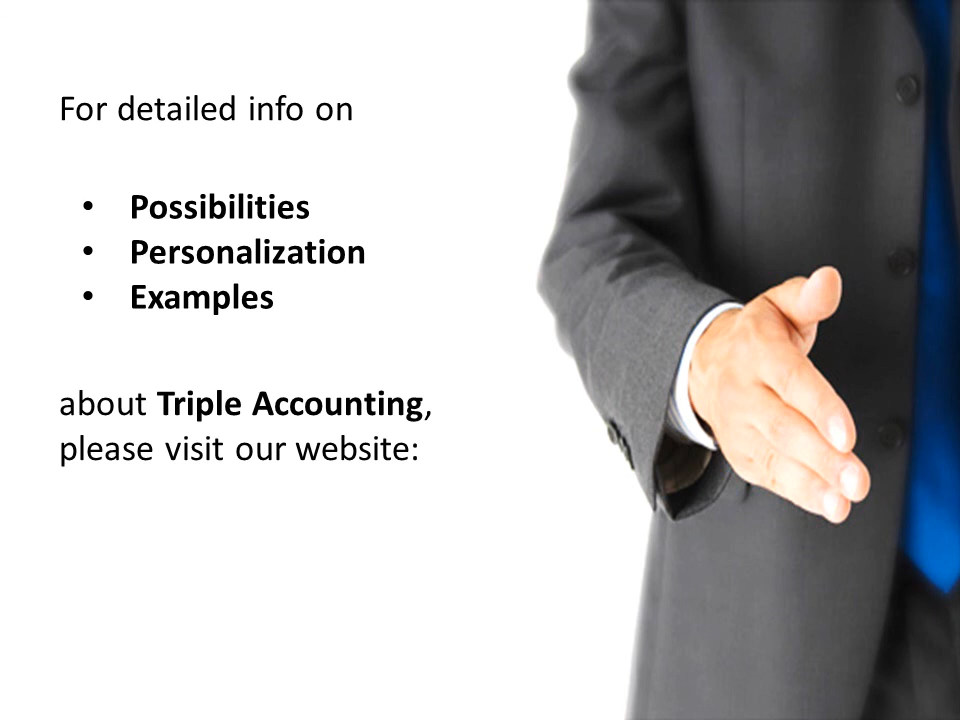 For detailed info on
• Possibilities
• Personalization
• Examples
about Triple Accounting,
please visit our website: